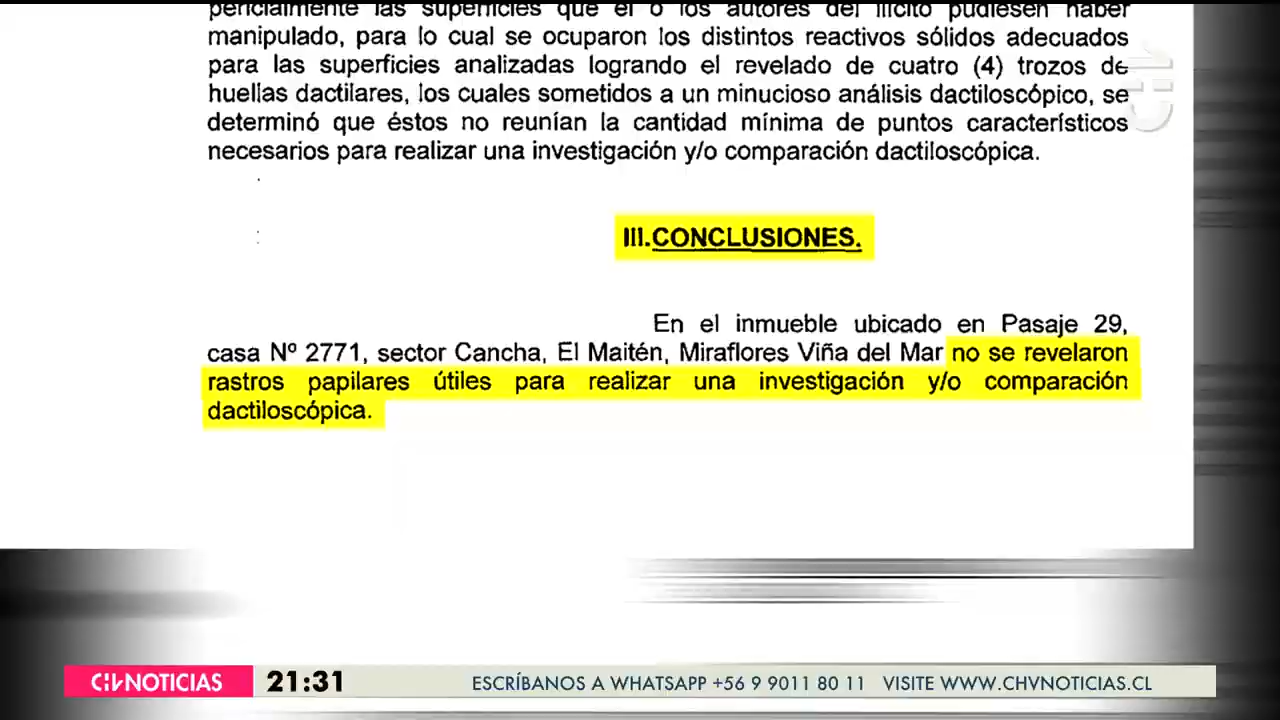 pericialmente las superficies que el o los autores del ilícito pudiesen haber
manipulado, para lo cual se ocuparon los distintos reactivos sólidos adecuados
para las superficies analizadas logrando el revelado de cuatro (4) trozos de
huellas dactilares, los cuales sometidos a un minucioso análisis dactiloscópico, se
determinó que éstos no reunían la cantidad mínima de puntos característicos
necesarios para realizar una investigación y/o comparación dactiloscópica.
CHV
III.CONCLUSIONES.
En el inmueble ubicado en Pasaje 29,
casa Nº 2771, sector Cancha, El Maitén, Miraflores Viña del Mar no se revelaron
rastros papilares útiles para realizar una investigación y/o comparación
dactiloscópica.
CHVNOTICIAS 21:31 ESCRÍBANOS A WHATSAPP +56 9 9011 80 11 VISITE WWW.CHVNOTICIAS.CL